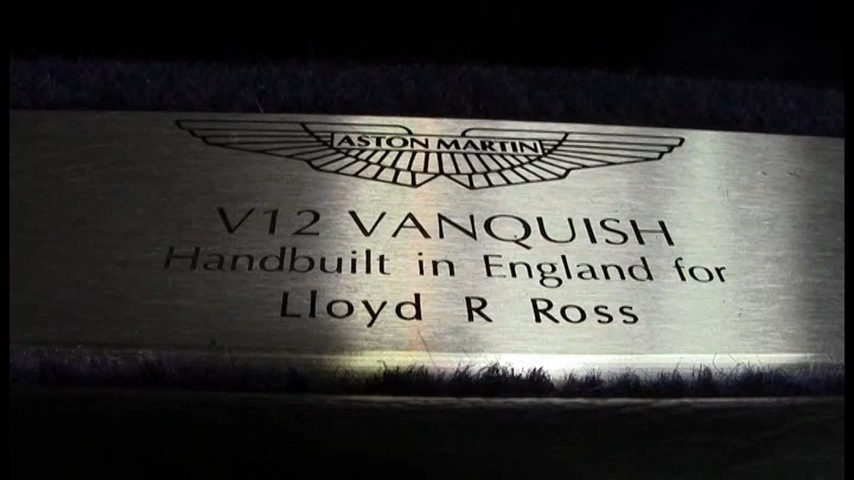 ASTON MARTIN
V12 VANQUISH
Handbuilt in England for
Lloyd R Ross